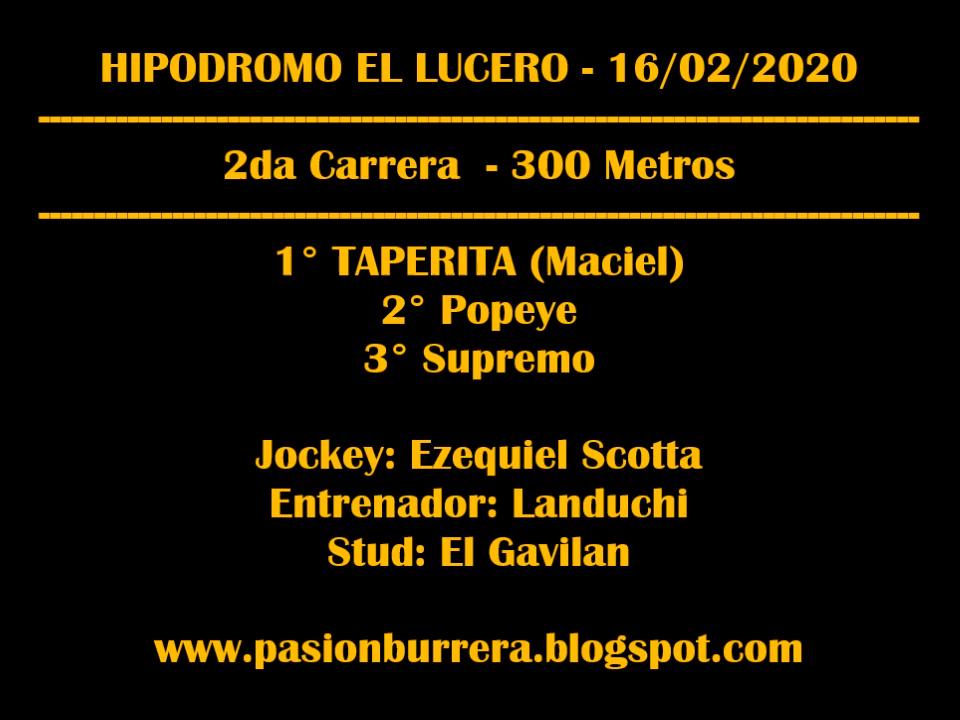 HIPODROMO EL LUCERO - 16/02/2020
--------------------------------------------------------------------------------
2da Carrera - 300 Metros
--------------------------------------------------------------------------------
1° TAPERITA (Maciel)
2° Popeye
3° Supremo
Jockey: Ezequiel Scotta
Entrenador: Landuchi
Stud: El Gavilan
www.pasionburrera.blogspot.com